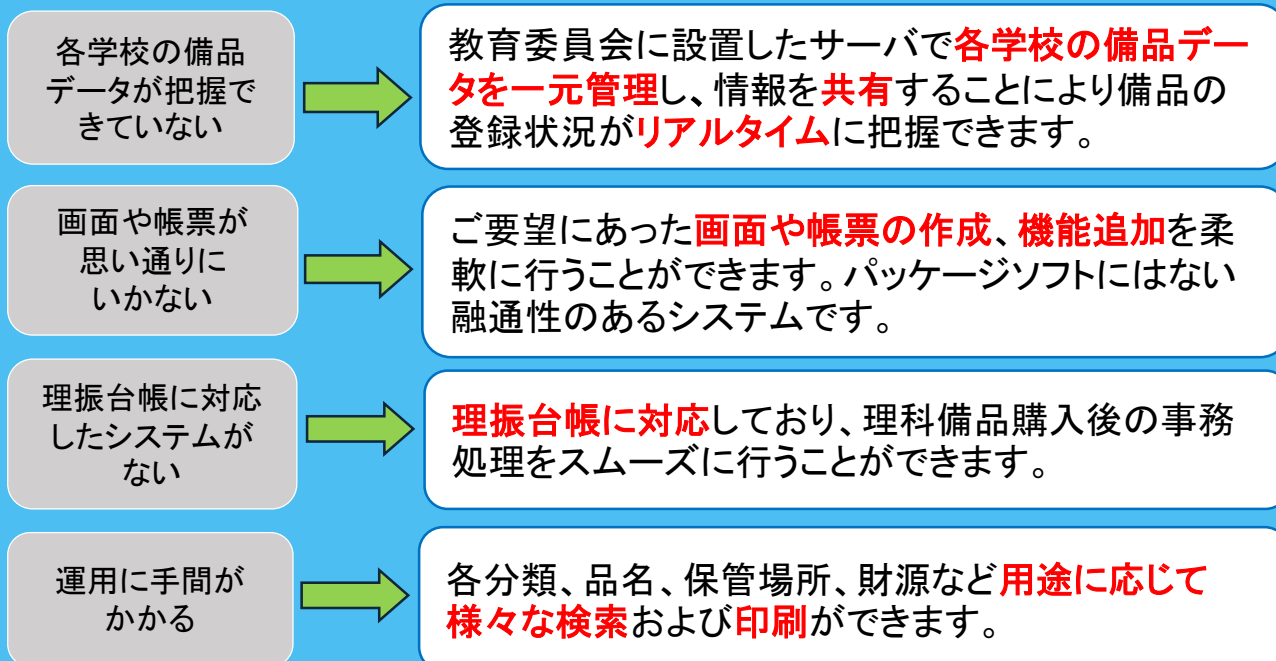 各学校の備品
データが把握で
きていない
教育委員会に設置したサーバで各学校の備品デー
タを一元管理し、情報を共有することにより備品の
登録状況がリアルタイムに把握できます。
画面や帳票が
思い通りに
いかない
ご要望にあった画面や帳票の作成、機能追加を柔
軟に行うことができます。パッケージソフトにはない
融通性のあるシステムです。
理振台帳に対応
したシステムが
ない
理振台帳に対応しており、理科備品購入後の事務
処理をスムーズに行うことができます。
運用に手間が
かかる
各分類、品名、保管場所、財源など用途に応じて
様々な検索および印刷ができます。